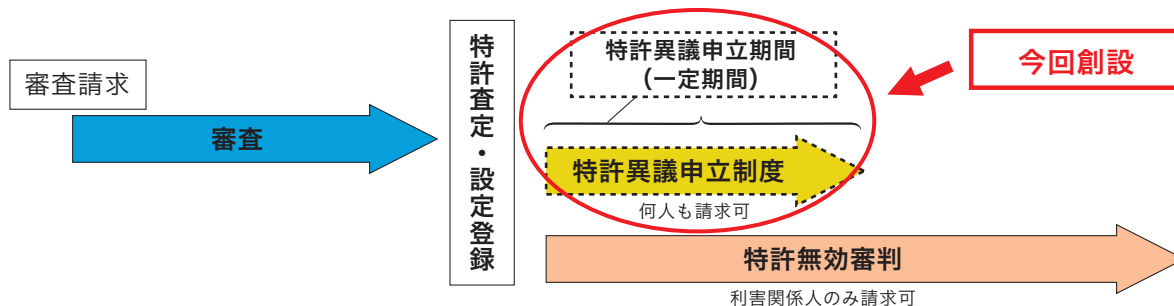 審査請求
審査
特許査定・設定登録
特許異議申立期間
(一定期間)
今回創設
特許異議申立制度
何人も請求可
特許無効審判
利害関係人のみ請求可